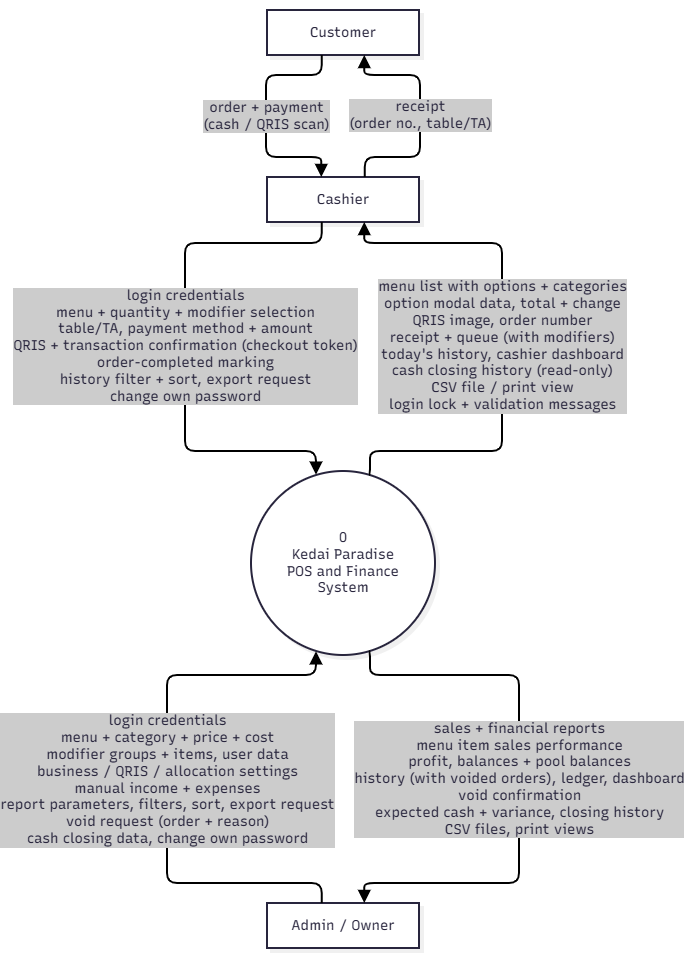 Customer
order + payment
(cash / QRIS scan)
receipt
(order no., table/TA)
Cashier
login credentials
menu + quantity + modifier selection
table/TA, payment method + amount
QRIS + transaction confirmation (checkout token)
order-completed marking
history filter + sort, export request
change own password
menu list with options + categories
option modal data, total + change
QRIS image, order number
receipt + queue (with modifiers)
today's history, cashier dashboard
cash closing history (read-only)
CSV file / print view
login lock + validation messages
0
Kedai Paradise
POS and Finance
System
login credentials
menu + category + price + cost
modifier groups + items, user data
business / QRIS / allocation settings
manual income + expenses
report parameters, filters, sort, export request
void request (order + reason)
cash closing data, change own password
sales + financial reports
menu item sales performance
profit, balances + pool balances
history (with voided orders), ledger, dashboard
void confirmation
expected cash + variance, closing history
CSV files, print views
Admin / Owner